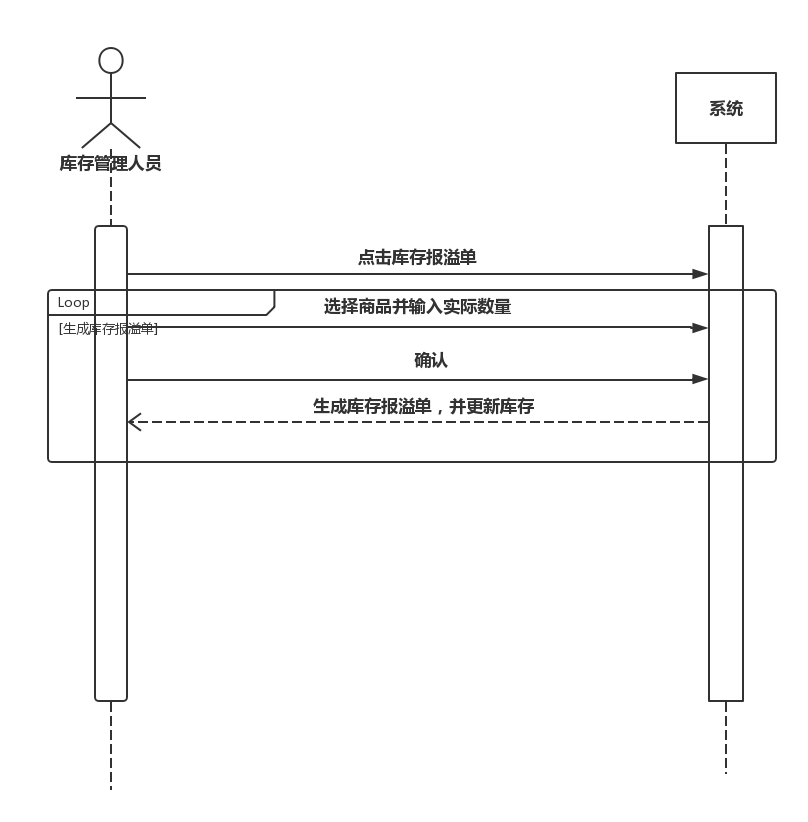 系统
库存管理人员
点击库存报溢单
Loop
选择商品并输入实际数量
[生成库存报溢单]
确认
生成库存报溢单，并更新库存